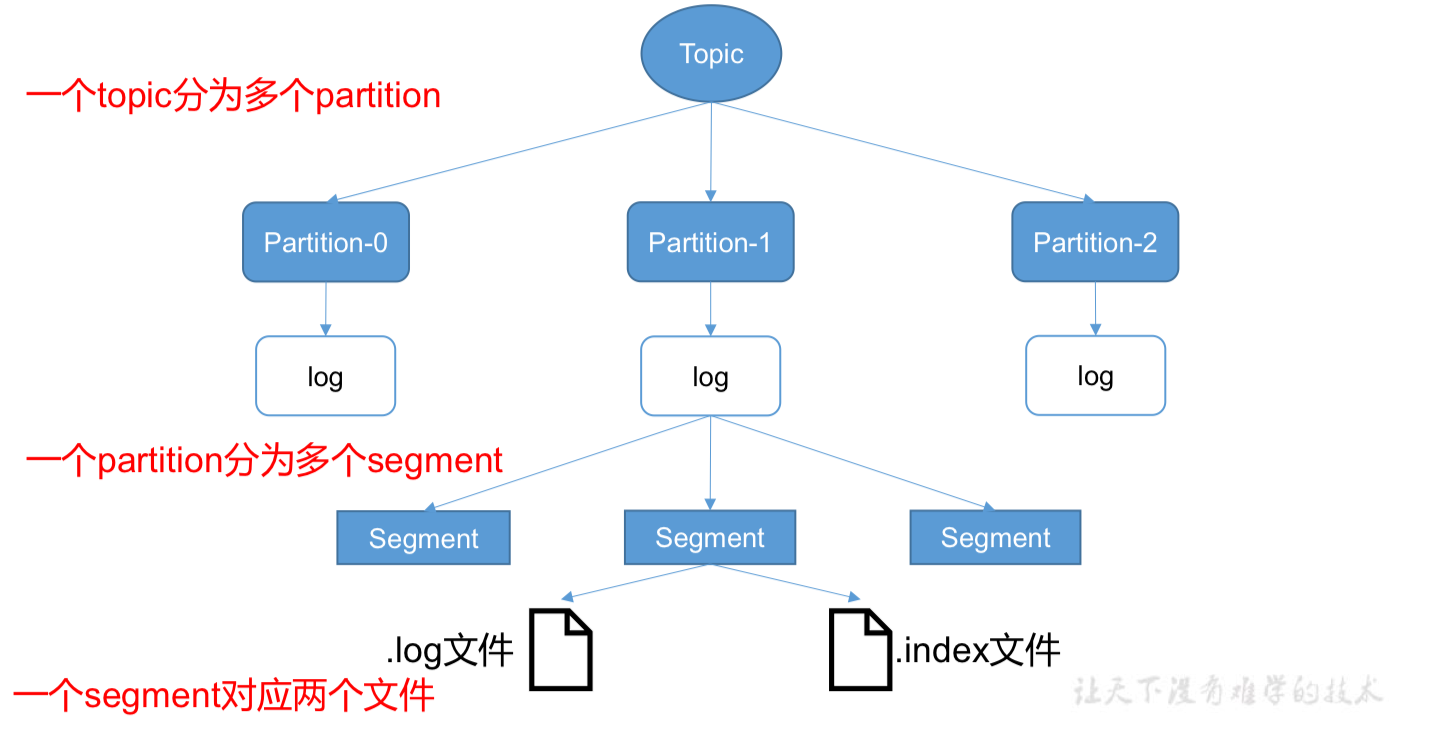 Topic
一个topic分为多个partition
Partition-0
Partition-1
Partition-2
log
log
log
一个partition分为多个segment
Segment
Segment
Segment
.log文件
.index文件
一个segment对应两个文件
让天下没有难学的技术